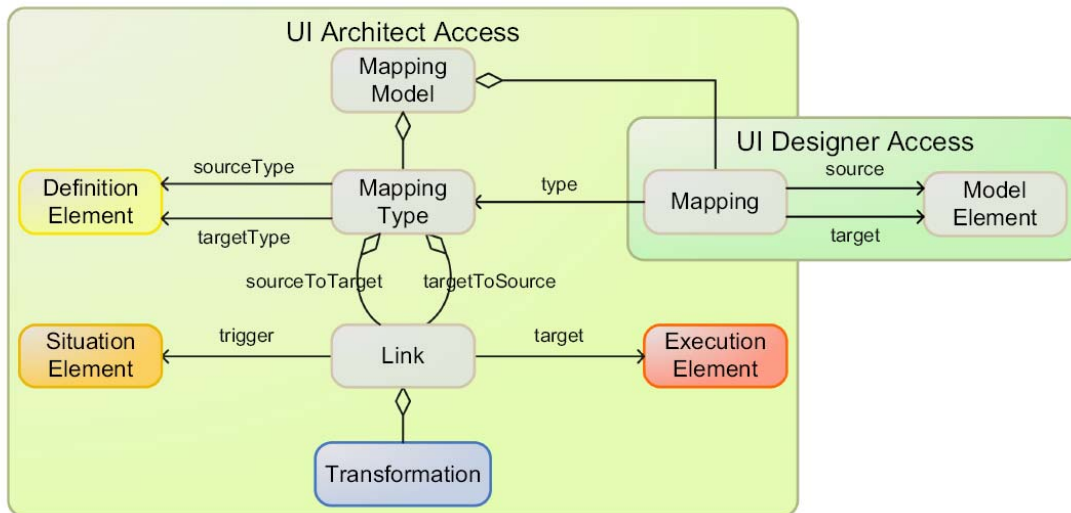 UI Architect Access
Mapping
Model
UI Designer Access
sourceType
type
source
Definition
Element
Mapping
Type
Mapping
Model
Element
targetType
target
sourceToTarget
targetToSource
Situation
Element
trigger
Link
target
Execution
Element
Transformation